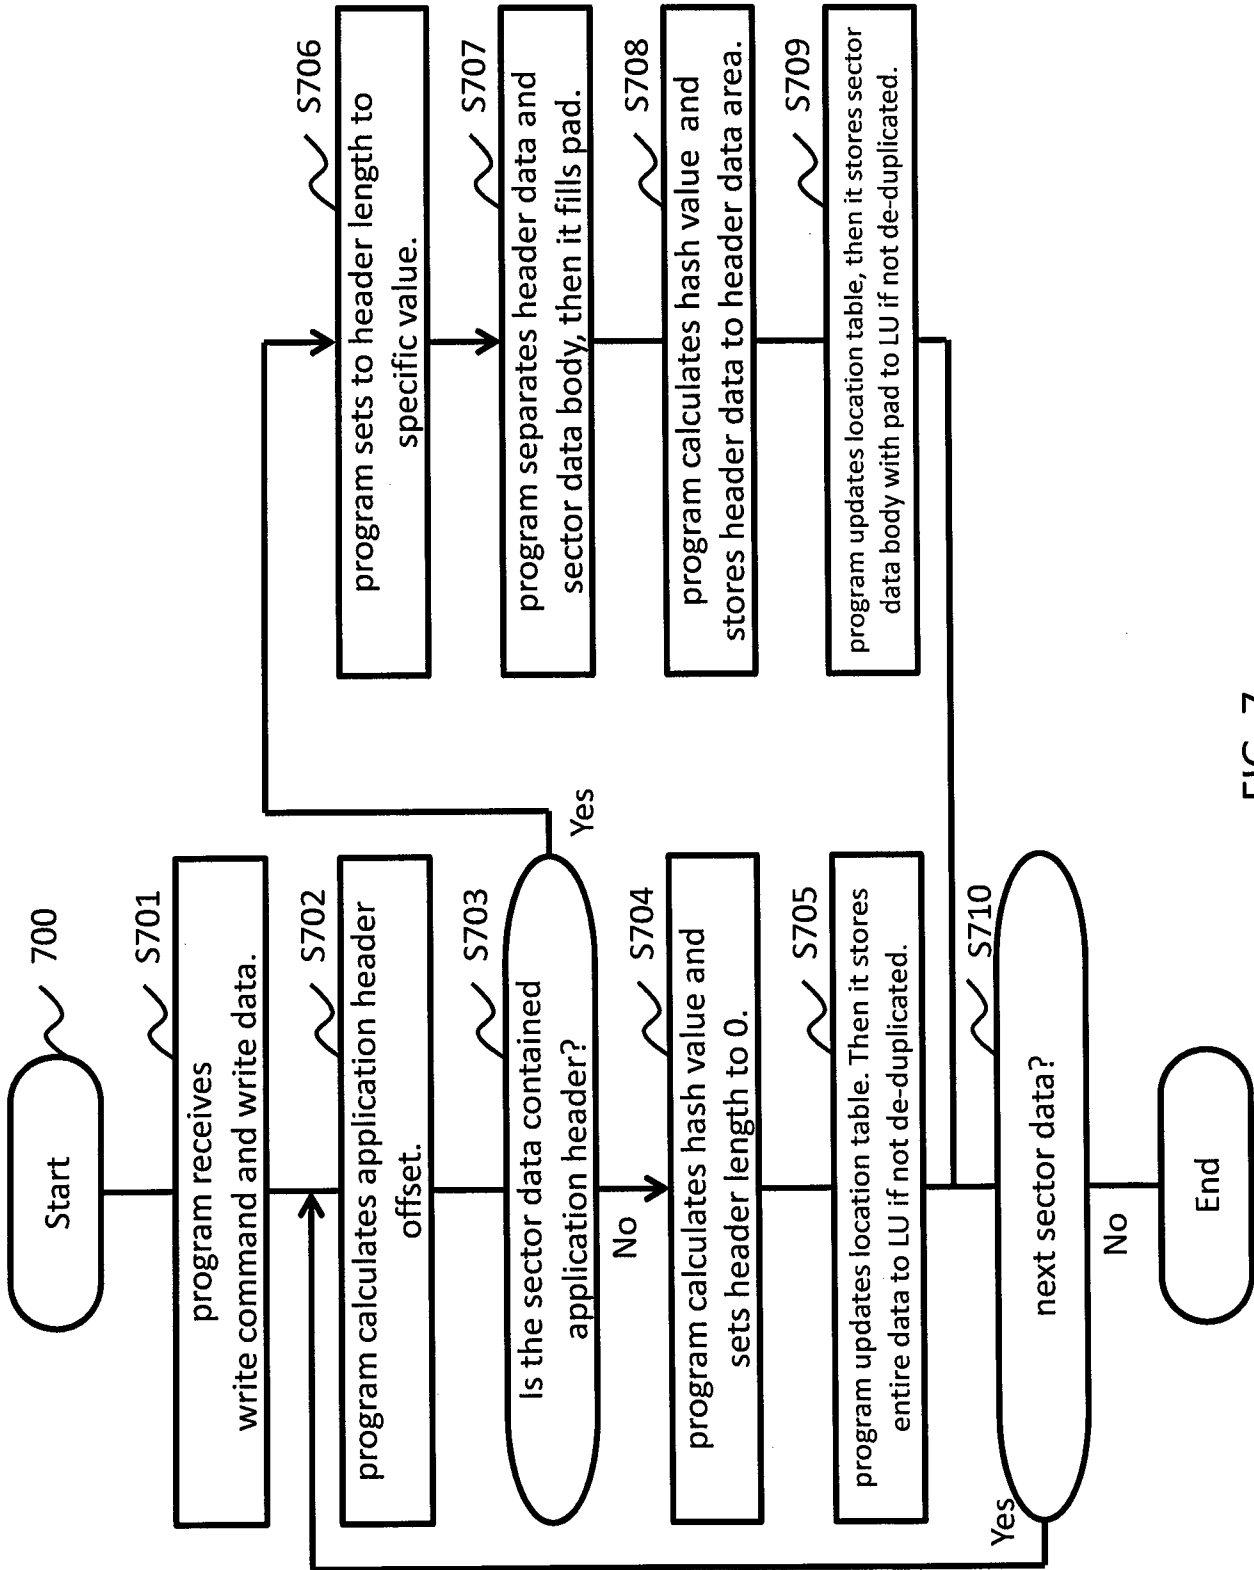 Start
700
S701
program receives
write command and write data.
S702
program calculates application header
offset.
S703
Is the sector data contained
application header?
Yes
No
S704
program calculates hash value and
sets header length to 0.
S705
program updates location table. Then it stores
entire data to LU if not de-duplicated.
S706
program sets to header length to
specific value.
S707
program separates header data and
sector data body, then it fills pad.
S708
program calculates hash value and
stores header data to header data area.
S709
program updates location table, then it stores sector
data body with pad to LU if not de-duplicated.
S710
next sector data?
Yes
No
End
FIG. 7